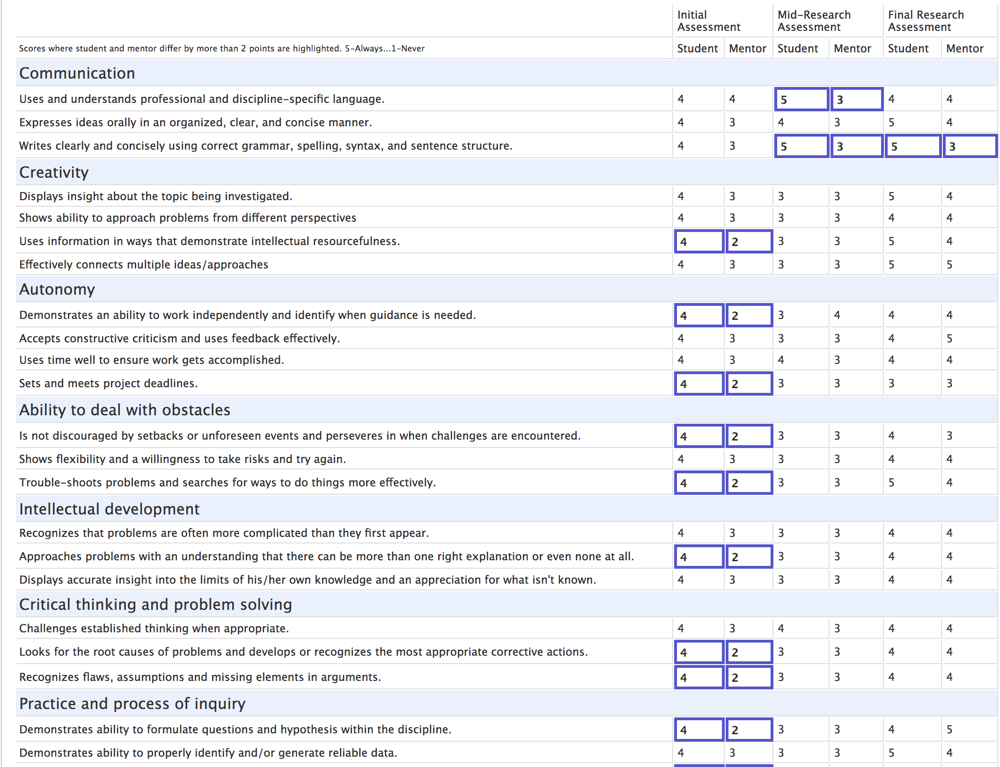 Initial Assessment Mid-Research Assessment Final Research Assessment
Scores where student and mentor differ by more than 2 points are highlighted. 5-Always...1-Never Student Mentor Student Mentor Student Mentor
Communication
Uses and understands professional and discipline-specific language. 4 4 5 3 4 4
Expresses ideas orally in an organized, clear, and concise manner. 4 3 4 3 5 4
Writes clearly and concisely using correct grammar, spelling, syntax, and sentence structure. 4 3 5 3 5 3
Creativity
Displays insight about the topic being investigated. 4 3 3 3 5 4
Shows ability to approach problems from different perspectives 4 3 3 3 4 4
Uses information in ways that demonstrate intellectual resourcefulness. 4 2 3 3 5 4
Effectively connects multiple ideas/approaches 4 3 3 3 5 5
Autonomy
Demonstrates an ability to work independently and identify when guidance is needed. 4 2 3 4 4 4
Accepts constructive criticism and uses feedback effectively. 4 3 3 3 4 5
Uses time well to ensure work gets accomplished. 4 3 4 3 4 4
Sets and meets project deadlines. 4 2 3 3 3 3
Ability to deal with obstacles
Is not discouraged by setbacks or unforeseen events and perseveres in when challenges are encountered. 4 2 3 3 4 3
Shows flexibility and a willingness to take risks and try again. 4 3 3 3 4 4
Trouble-shoots problems and searches for ways to do things more effectively. 4 2 3 3 5 4
Intellectual development
Recognizes that problems are often more complicated than they first appear. 4 3 3 3 4 4
Approaches problems with an understanding that there can be more than one right explanation or even none at all. 4 2 3 3 4 4
Displays accurate insight into the limits of his/her own knowledge and an appreciation for what isn't known. 4 3 3 3 4 4
Critical thinking and problem solving
Challenges established thinking when appropriate. 4 3 4 3 4 4
Looks for the root causes of problems and develops or recognizes the most appropriate corrective actions. 4 2 3 3 4 4
Recognizes flaws, assumptions and missing elements in arguments. 4 2 3 3 4 4
Practice and process of inquiry
Demonstrates ability to formulate questions and hypothesis within the discipline. 4 2 3 3 4 5
Demonstrates ability to properly identify and/or generate reliable data. 4 3 3 3 5 4